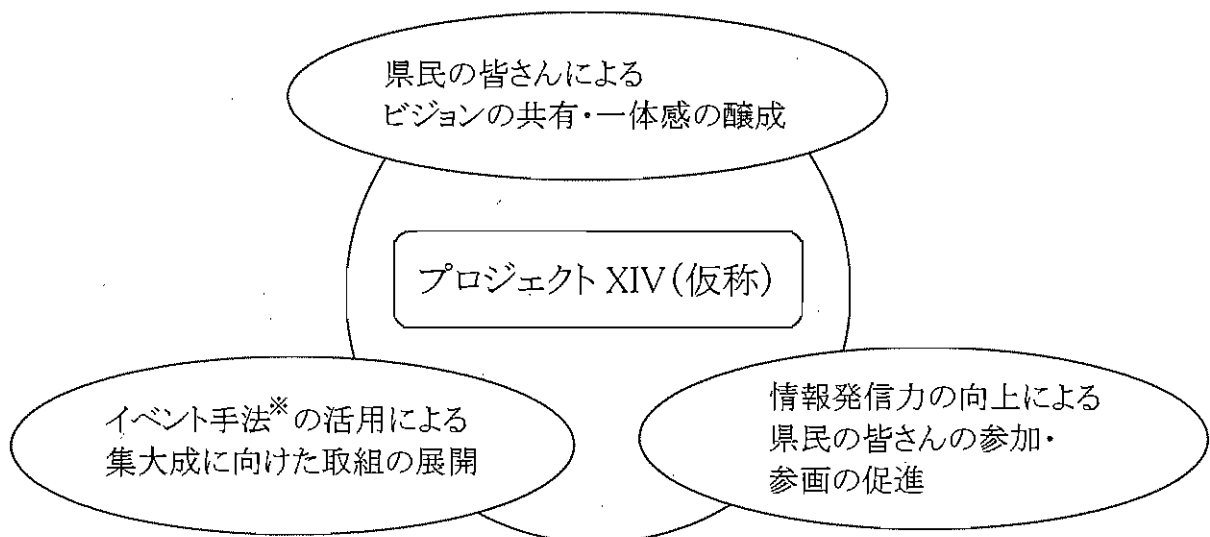 県民の皆さんによる
ビジョンの共有・一体感の醸成
プロジェクト XIV(仮称)
イベント手法※の活用による
集大成に向けた取組の展開
情報発信力の向上による
県民の皆さんの参加・
参画の促進